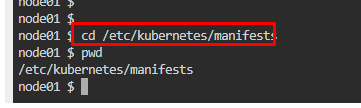 node01 $
node01 $
node01 $ cd /etc/kubernetes/manifests
node01 $ pwd
/etc/kubernetes/manifests
node01 $